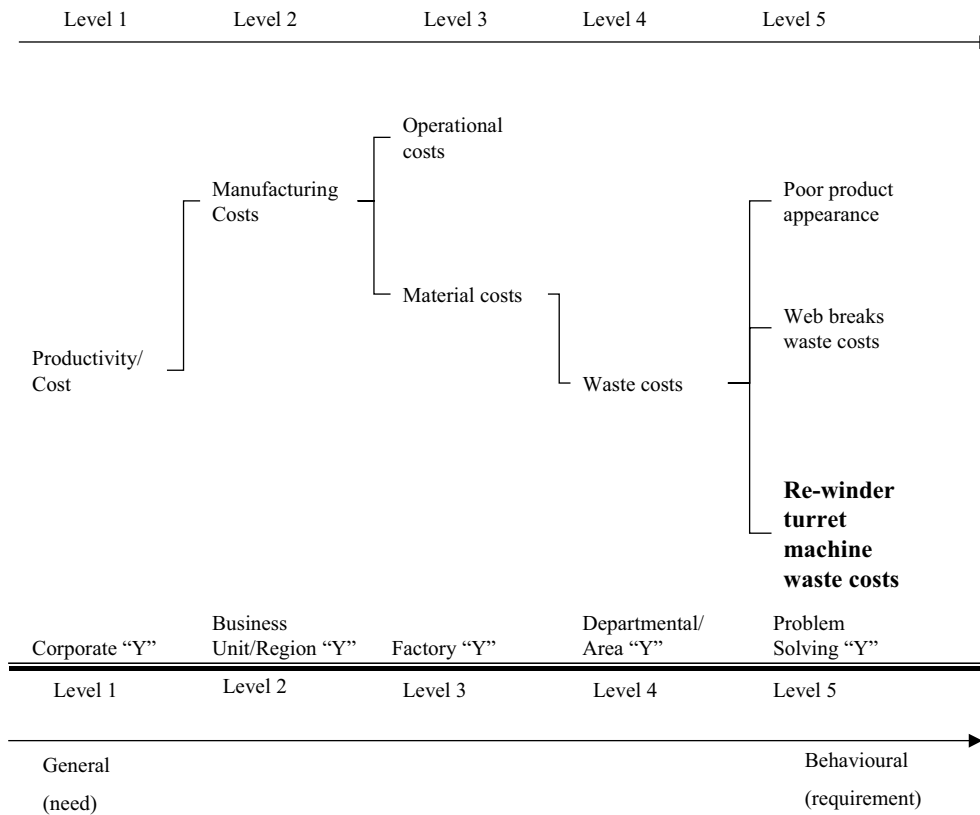 Level 1 Level 2 Level 3 Level 4 Level 5
Operational
costs
Manufacturing
Costs
Poor product
appearance
Material costs
Web breaks
waste costs
Productivity/
Cost
Waste costs
Re-winder
turret
machine
waste costs
Corporate “Y”
Business
Unit/Region “Y”
Factory “Y”
Departmental/
Area “Y”
Problem
Solving “Y”
Level 1 Level 2 Level 3 Level 4 Level 5
General
(need)
Behavioural
(requirement)